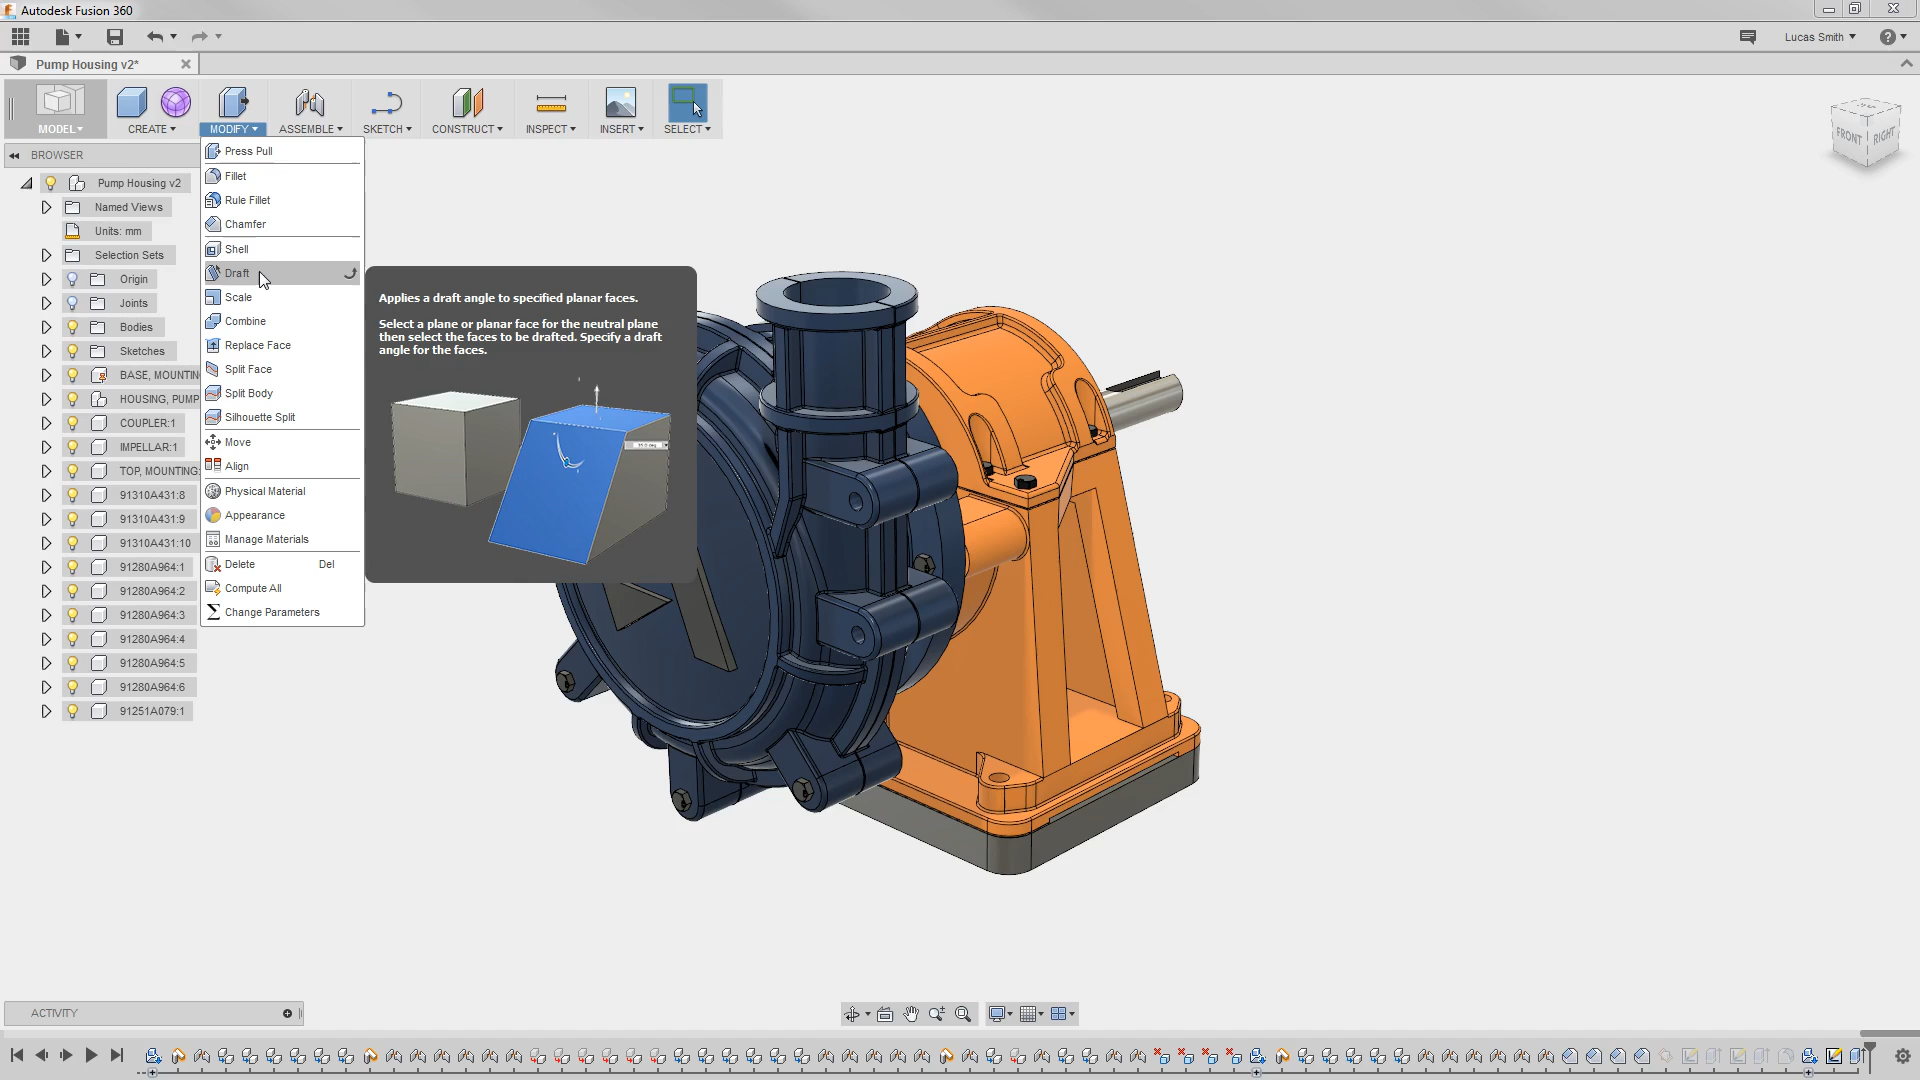 Autodesk Fusion 360
Lucas Smith
Pump Housing v2*
MODEL
CREATE
MODIFY
ASSEMBLE
SKETCH
CONSTRUCT
INSPECT
INSERT
SELECT
FRONT
RIGHT
BROWSER
Pump Housing v2
Named Views
Units: mm
Selection Sets
Origin
Joints
Bodies
Sketches
BASE, MOUNTIN
HOUSING, PUMP
COUPLER:1
IMPELLAR:1
TOP, MOUNTING:
91310A431:8
91310A431:9
91310A431:10
91280A964:1
91280A964:2
91280A964:3
91280A964:4
91280A964:5
91280A964:6
91251A079:1
Press Pull
Fillet
Rule Fillet
Chamfer
Shell
Draft
Scale
Combine
Replace Face
Split Face
Split Body
Silhouette Split
Move
Align
Physical Material
Appearance
Manage Materials
Delete Del
Compute All
Change Parameters
Applies a draft angle to specified planar faces.
Select a plane or planar face for the neutral plane
then select the faces to be drafted. Specify a draft
angle for the faces.
ACTIVITY